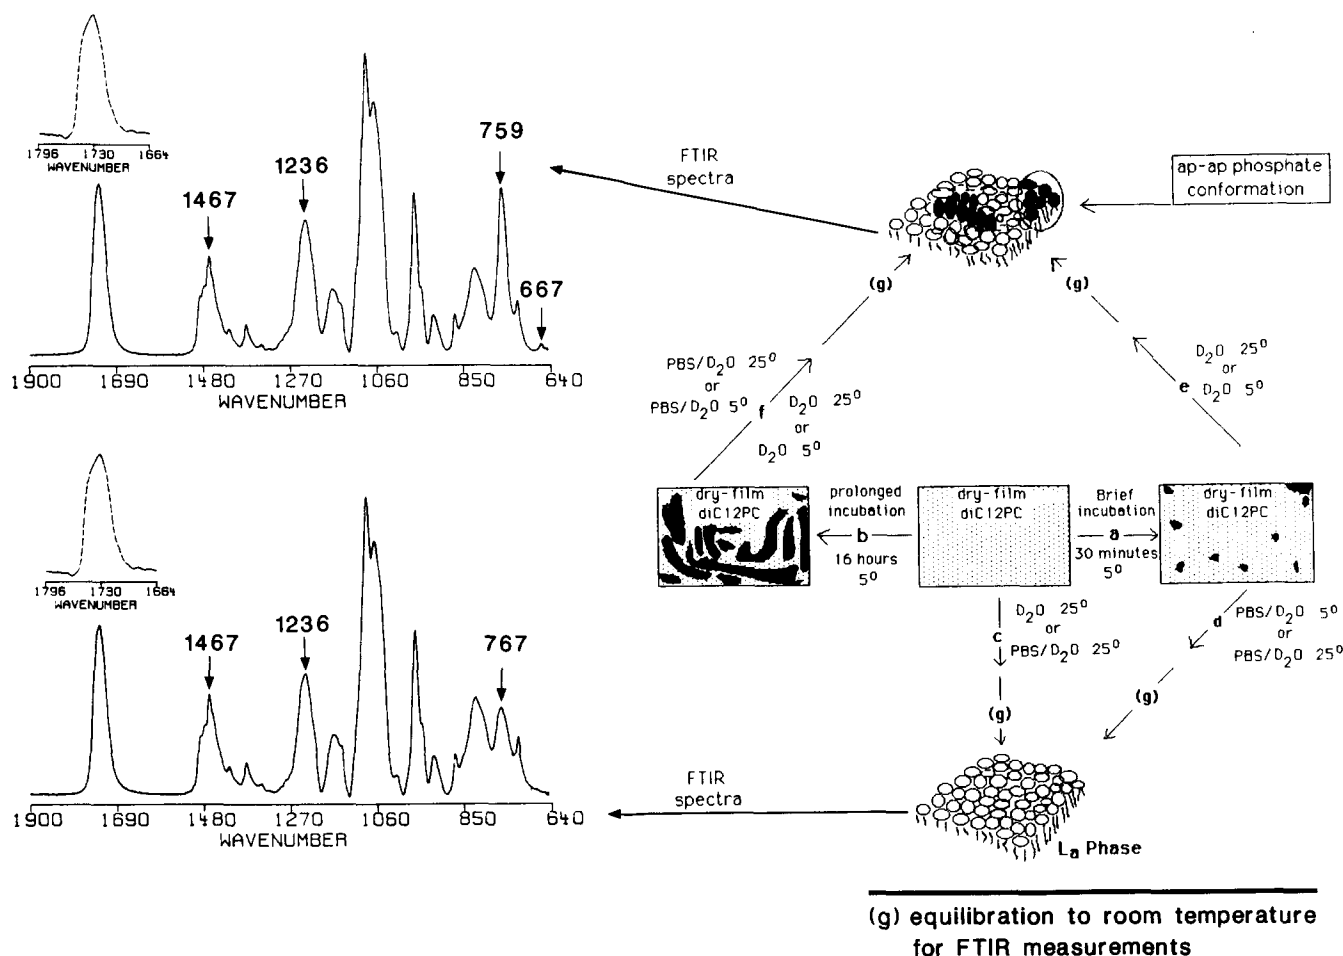 1796 1730 1664
WAVENUMBER
1467
1236
759
667
1900 1690 1480 1270 1060 850 640
WAVENUMBER
FTIR
spectra
ap-ap phosphate
conformation
(g)
(g)
PBS/D2O 25°
or
PBS/D2O 5°
f
D2O 25°
or
D2O 5°
D2O 25°
or
e D2O 5°
dry-film
diC12PC
prolonged
incubation
b
16 hours
5°
dry-film
diC12PC
Brief
incubation
a
30 minutes
5°
dry-film
diC12PC
c
D2O 25°
or
PBS/D2O 25°
d PBS/D2O 5°
or
PBS/D2O 25°
(g)
(g)
1796 1730 1664
WAVENUMBER
1467
1236
767
1900 1690 1480 1270 1060 850 640
WAVENUMBER
FTIR
spectra
La Phase
(g) equilibration to room temperature
for FTIR measurements